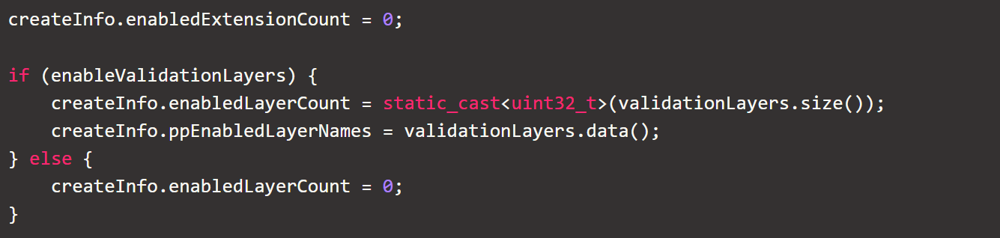 createInfo.enabledExtensionCount = 0;

if (enableValidationLayers) {
    createInfo.enabledLayerCount = static_cast<uint32_t>(validationLayers.size());
    createInfo.ppEnabledLayerNames = validationLayers.data();
} else {
    createInfo.enabledLayerCount = 0;
}